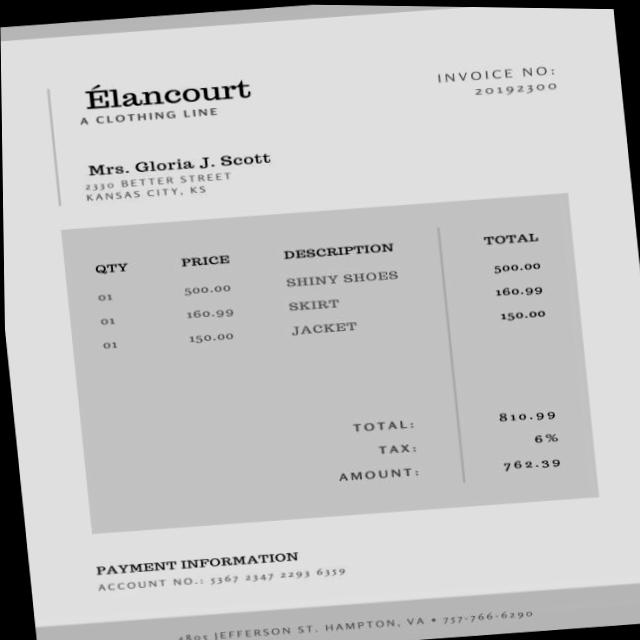 Élancourt
A CLOTHING LINE
INVOICE NO:
20192300
Mrs. Gloria J. Scott
2330 BETTER STREET
KANSAS CITY, KS
QTY PRICE DESCRIPTION TOTAL
01 500.00 SHINY SHOES 500.00
01 160.99 SKIRT 160.99
01 150.00 JACKET 150.00
TOTAL: 810.99
TAX: 6%
AMOUNT: 762.39
PAYMENT INFORMATION
ACCOUNT NO.: 5367 2347 2293 6359
4805 JEFFERSON ST. HAMPTON, VA • 757-766-6290